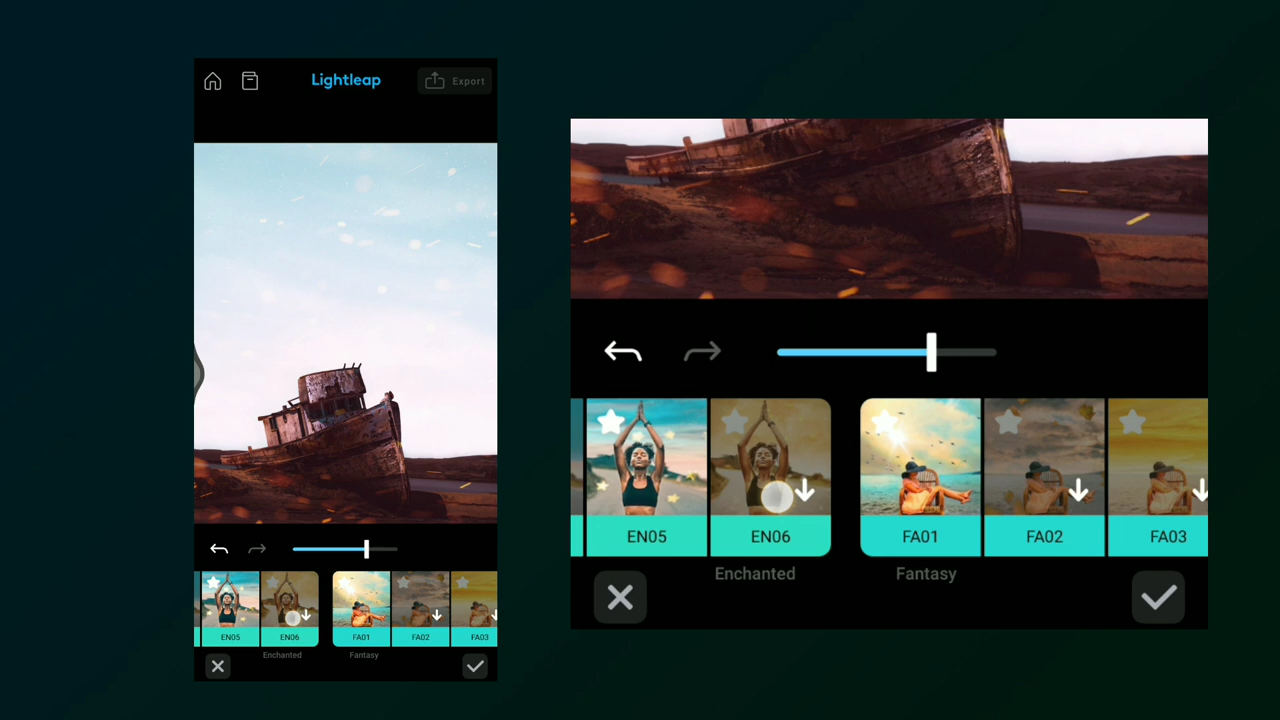 Lightleap
Export
EN05
EN06
FA01
FA02
FA03
Enchanted
Fantasy
EN05
EN06
FA01
FA02
FA03
Enchanted
Fantasy